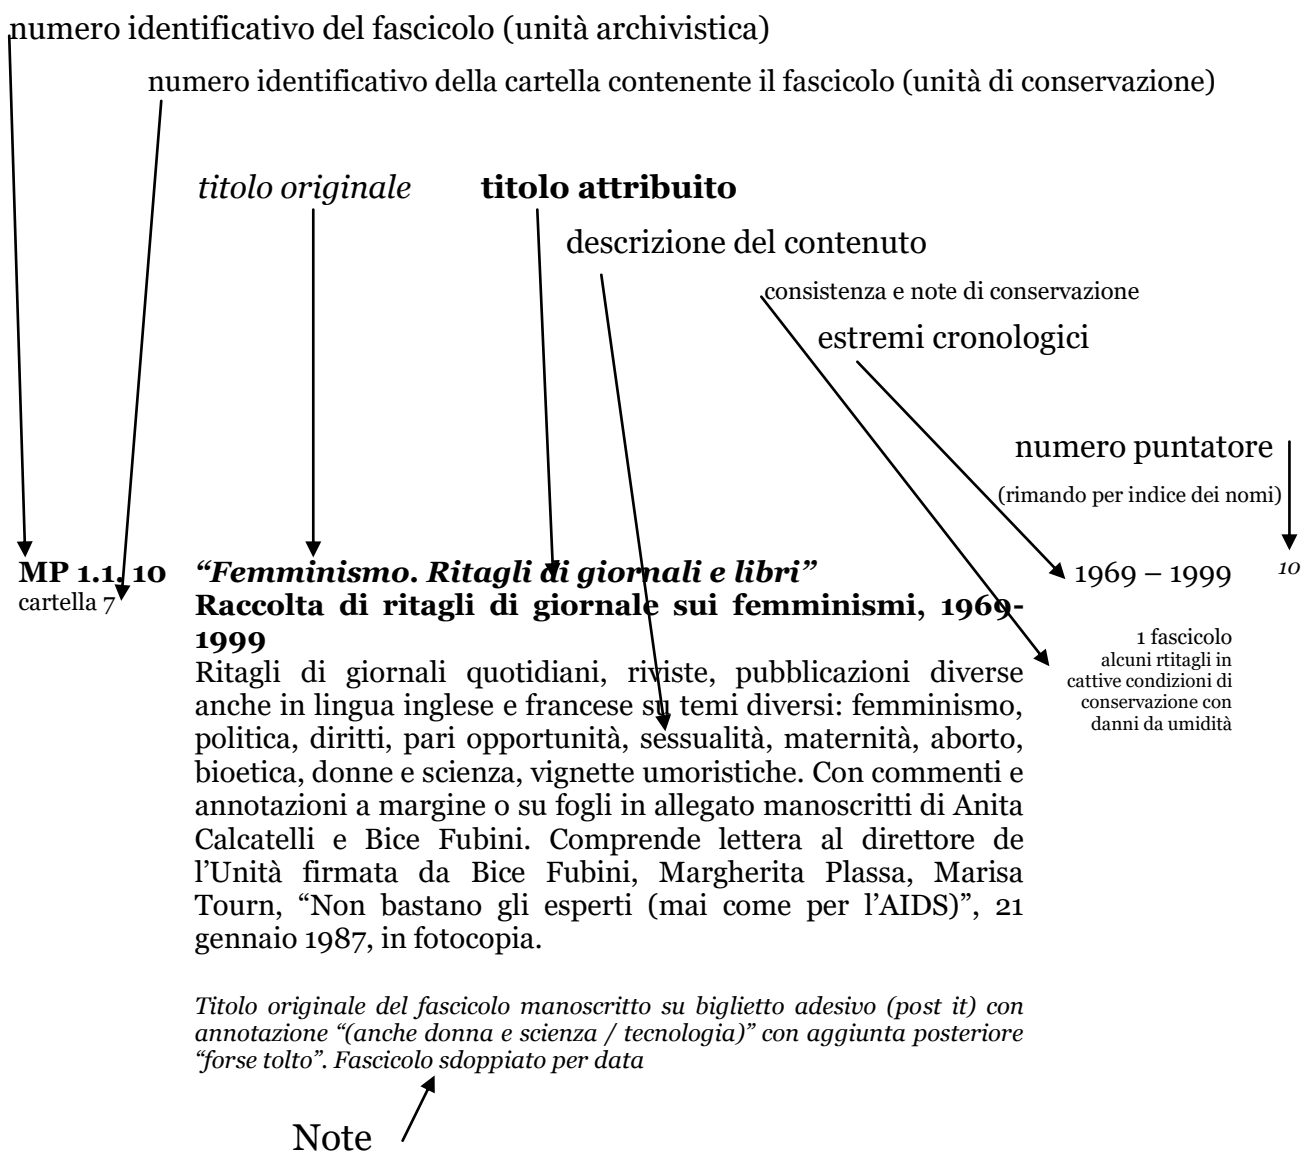 numero identificativo del fascicolo (unità archivistica)
numero identificativo della cartella contenente il fascicolo (unità di conservazione)
titolo originale titolo attribuito
descrizione del contenuto
consistenza e note di conservazione
estremi cronologici
numero puntatore
(rimando per indice dei nomi)
MP 1.1. 10 “Femminismo. Ritagli di giornali e libri” 1969 – 1999 10
cartella 7 Raccolta di ritagli di giornale sui femminismi, 1969-
1999
1 fascicolo
alcuni rtitagli in
cattive condizioni di
conservazione con
danni da umidità
Ritagli di giornali quotidiani, riviste, pubblicazioni diverse
anche in lingua inglese e francese su temi diversi: femminismo,
politica, diritti, pari opportunità, sessualità, maternità, aborto,
bioetica, donne e scienza, vignette umoristiche. Con commenti e
annotazioni a margine o su fogli in allegato manoscritti di Anita
Calcatelli e Bice Fubini. Comprende lettera al direttore de
l’Unità firmata da Bice Fubini, Margherita Plassa, Marisa
Tourn, “Non bastano gli esperti (mai come per l’AIDS)”, 21
gennaio 1987, in fotocopia.
Titolo originale del fascicolo manoscritto su biglietto adesivo (post it) con
annotazione “(anche donna e scienza / tecnologia)” con aggiunta posteriore
“forse tolto”. Fascicolo sdoppiato per data
Note